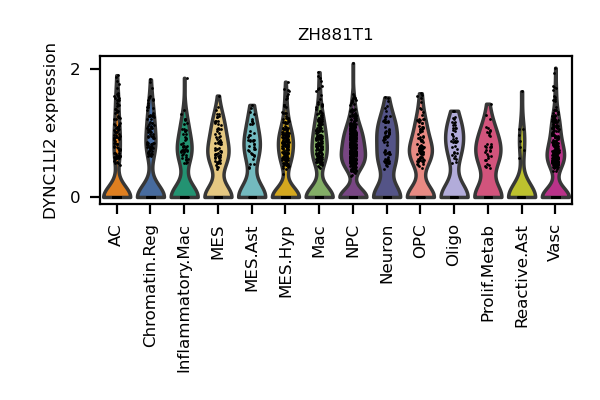 ZH881T1
DYNC1LI2 expression
2
0
AC
Chromatin.Reg
Inflammatory.Mac
MES
MES.Ast
MES.Hyp
Mac
NPC
Neuron
OPC
Oligo
Prolif.Metab
Reactive.Ast
Vasc